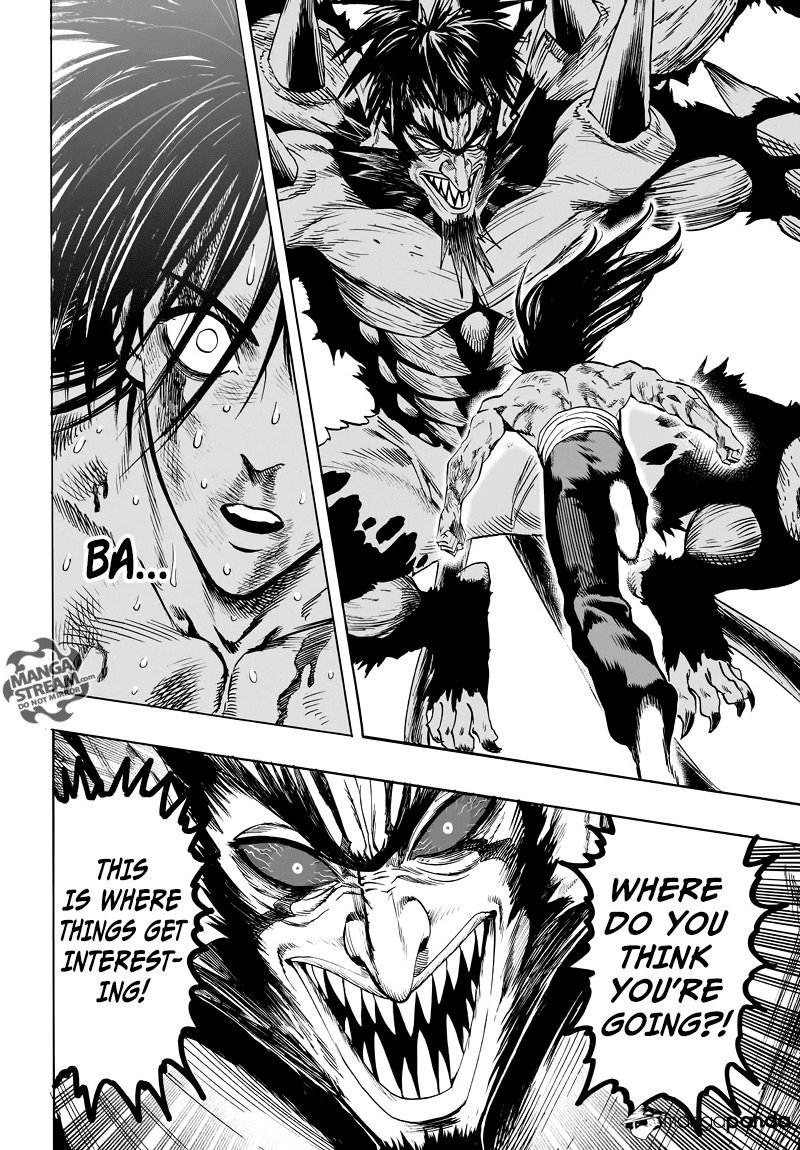 BA...
MANGA
STREAM.com
DO NOT MIRROR
WHERE
DO YOU
THINK
YOU'RE
GOING?!
THIS
IS WHERE
THINGS GET
INTEREST-
ING!
mangapanda